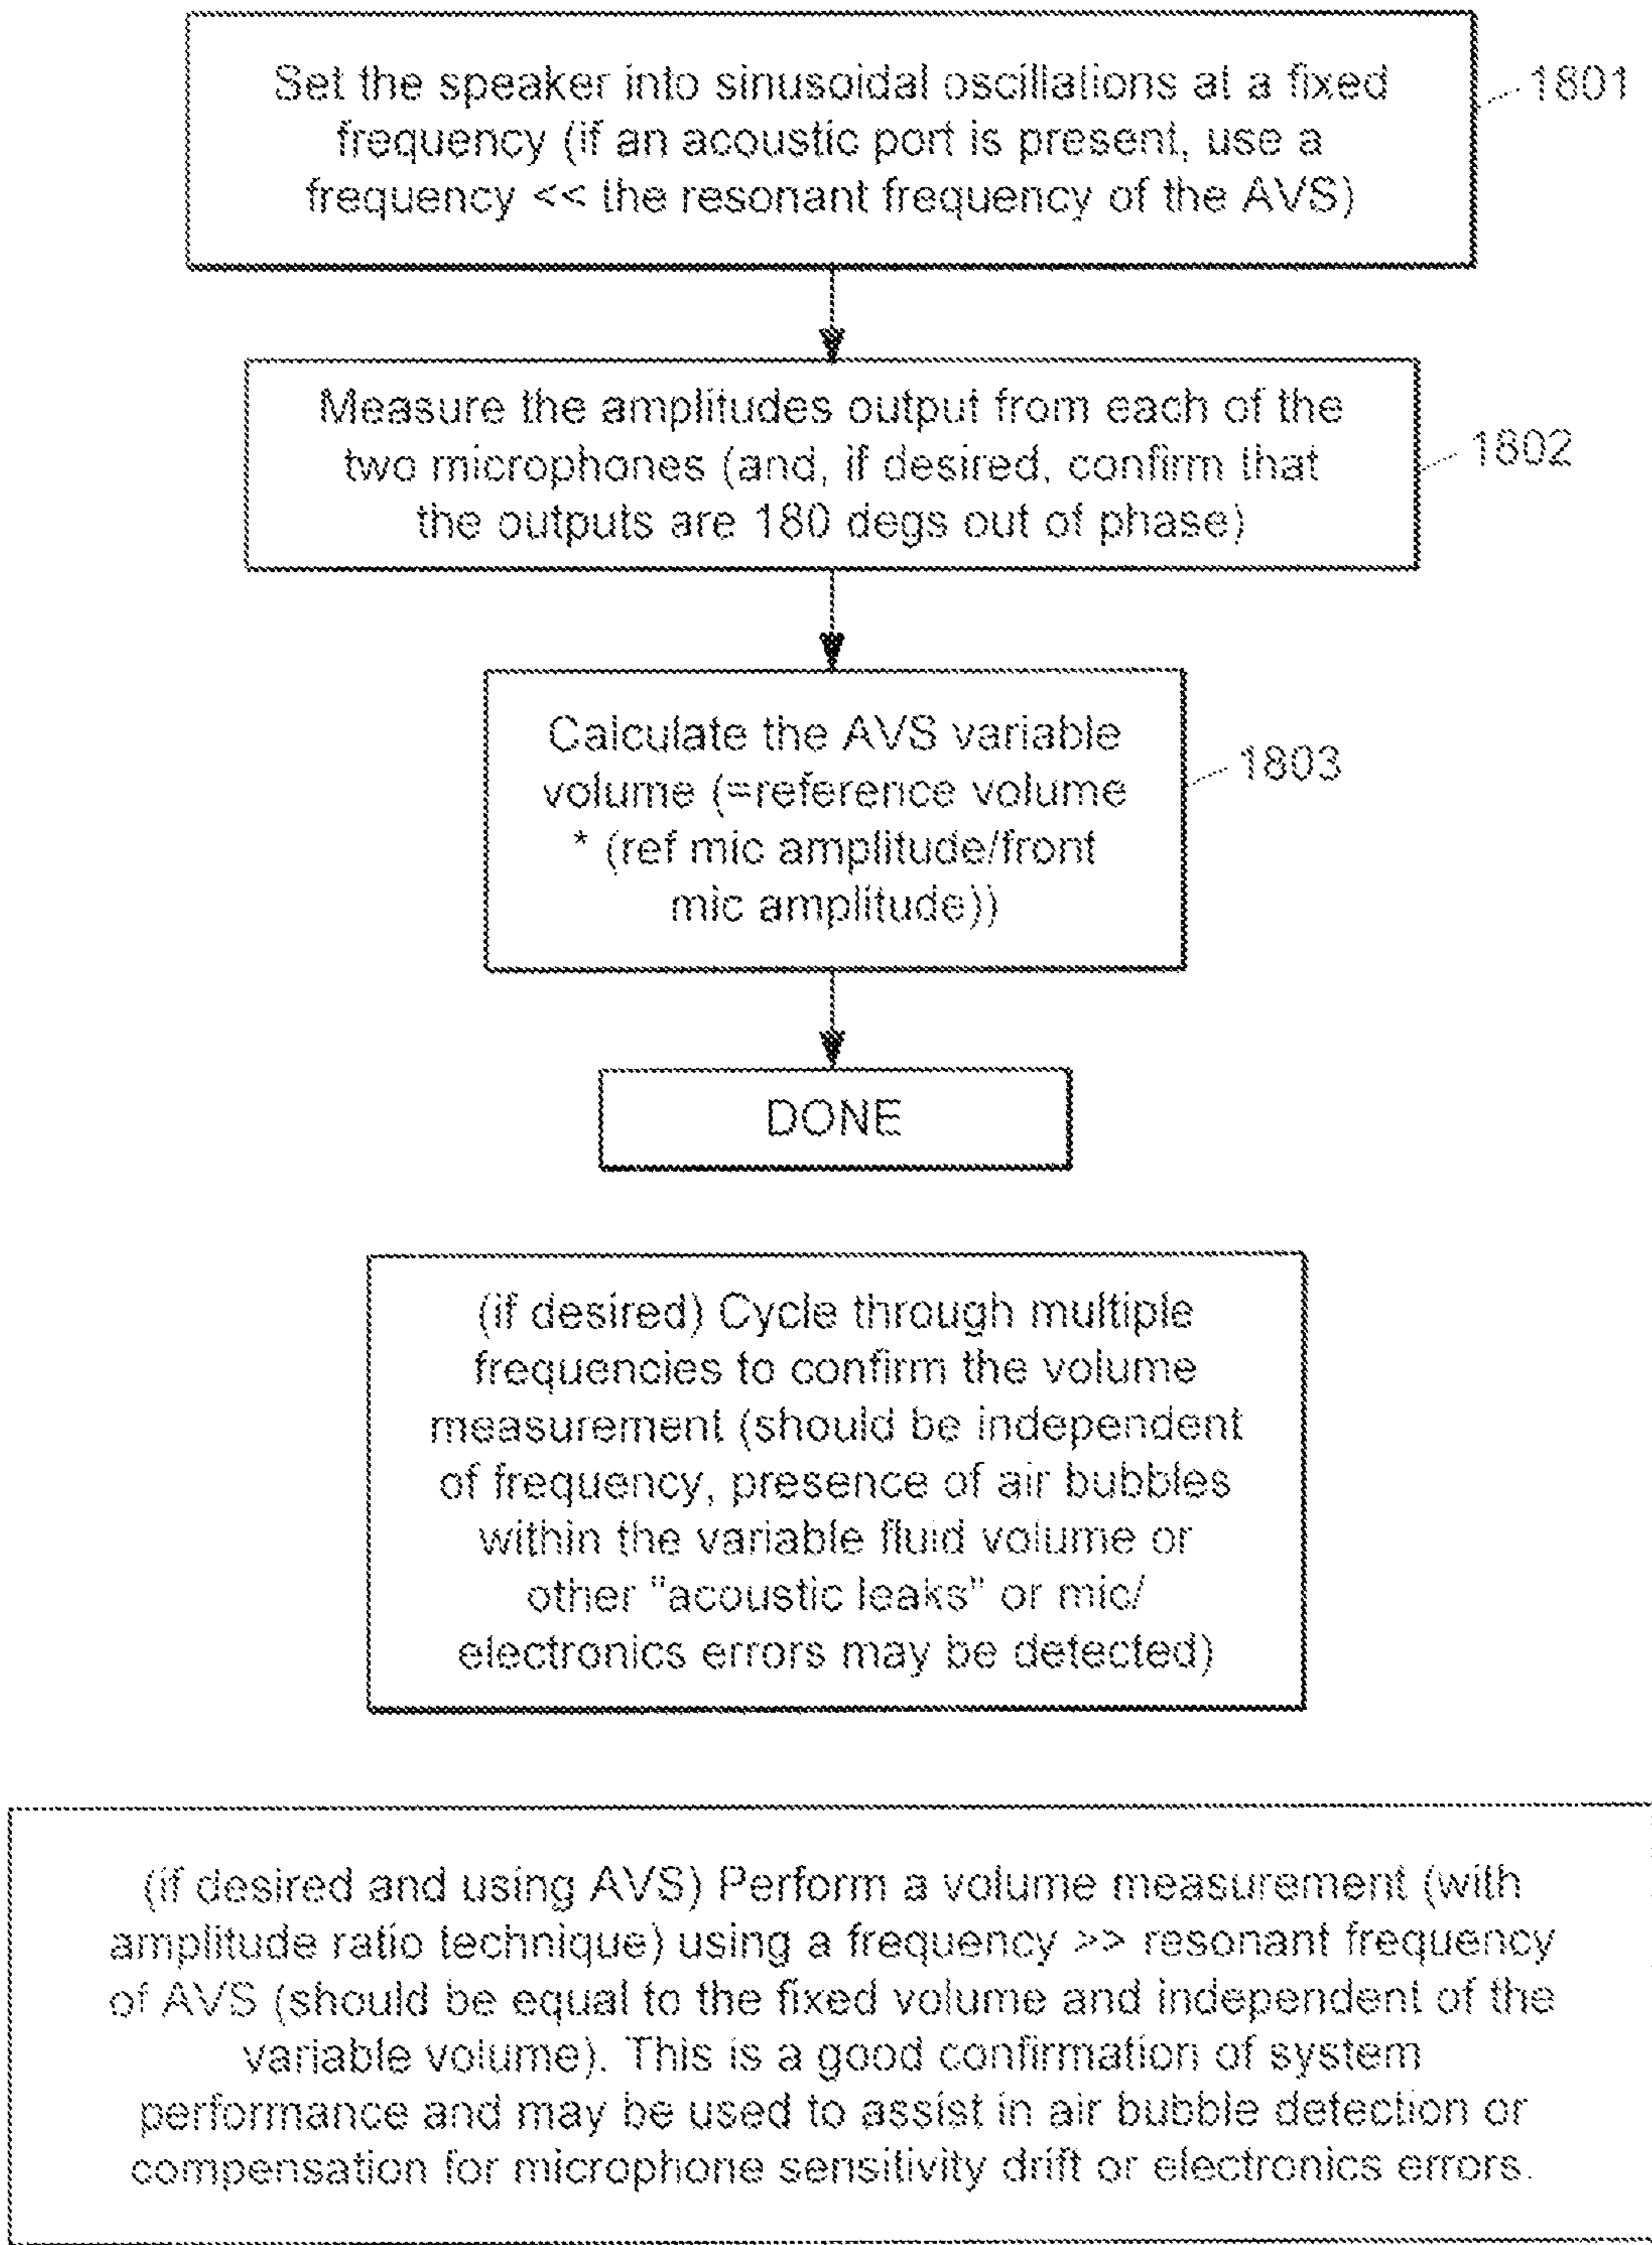 Set the speaker into sinusoidal oscillations at a fixed
frequency (if an acoustic port is present, use a
frequency << the resonant frequency of the AVS)
1801
Measure the amplitudes output from each of the
two microphones (and, if desired, confirm that
the outputs are 180 degs out of phase)
1802
Calculate the AVS variable
volume (=reference volume
* (ref mic amplitude/front
mic amplitude))
1803
DONE
(if desired) Cycle through multiple
frequencies to confirm the volume
measurement (should be independent
of frequency, presence of air bubbles
within the variable fluid volume or
other "acoustic leaks" or mic/
electronics errors may be detected)
(if desired and using AVS) Perform a volume measurement (with
amplitude ratio technique) using a frequency >> resonant frequency
of AVS (should be equal to the fixed volume and independent of the
variable volume). This is a good confirmation of system
performance and may be used to assist in air bubble detection or
compensation for microphone sensitivity drift or electronics errors.